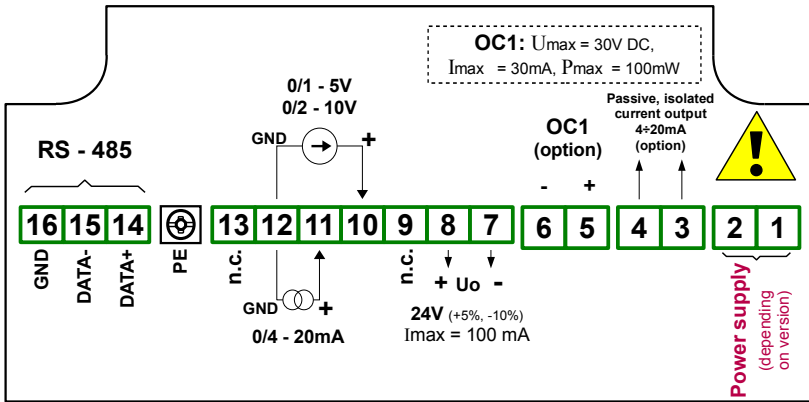 OC1: Umax = 30V DC,
Imax = 30mA, Pmax = 100mW
0/1 - 5V
0/2 - 10V
Passive, isolated
current output
4÷20mA
(option)
OC1
(option)
RS - 485
GND
+
- +
!
16 15 14 13 12 11 10 9 8 7 6 5 4 3 2 1
GND
DATA-
DATA+
PE
n.c.
GND +
0/4 - 20mA
n.c.
+ Uo -
24V (+5%, -10%)
Imax = 100 mA
Power supply
(depending
on version)